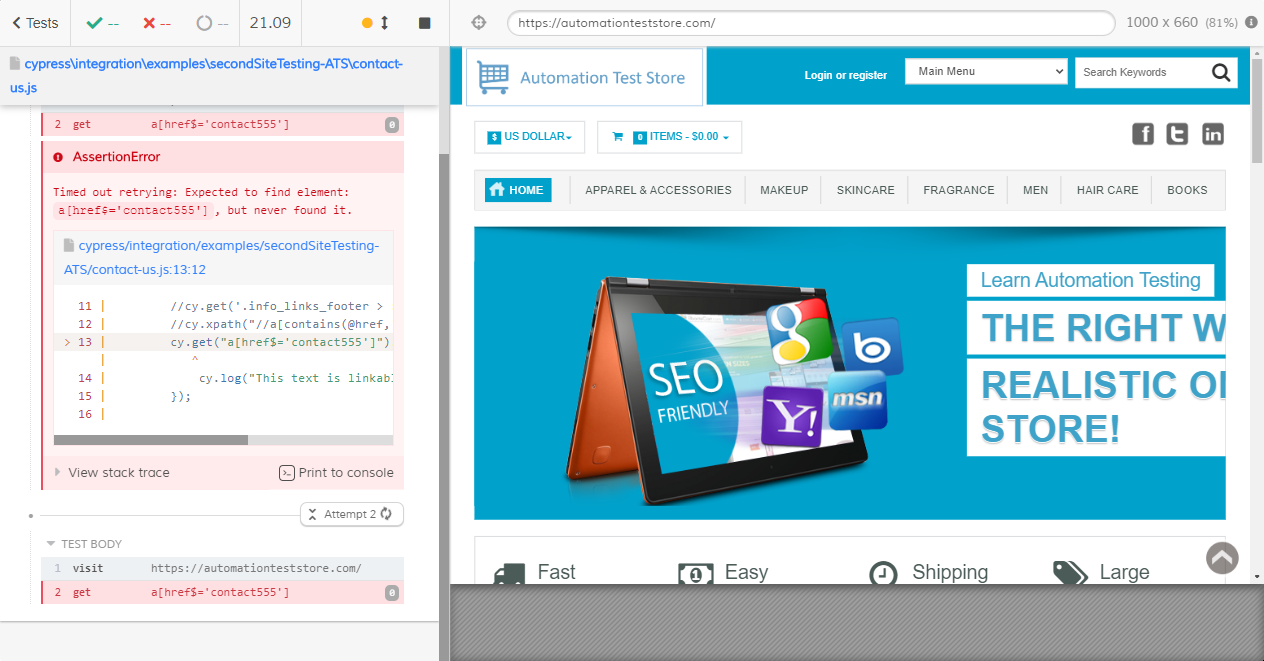 Tests
--
--
--
21.09
https://automationteststore.com/
1000 x 660 (81%)
cypress\integration\examples\secondSiteTesting-ATS\contact-
us.js
2 get a[href$='contact555'] 0
AssertionError
Timed out retrying: Expected to find element:
a[href$='contact555'], but never found it.
cypress/integration/examples/secondSiteTesting-
ATS/contact-us.js:13:12
11 | //cy.get('.info_links_footer >
12 | //cy.xpath("//a[contains(@href,
> 13 | cy.get("a[href$='contact555']")
| ^
14 | cy.log("This text is linkabl
15 | });
16 |
View stack trace
Print to console
Attempt 2
TEST BODY
1 visit https://automationteststore.com/
2 get a[href$='contact555'] 0
Automation Test Store
Login or register
Main Menu
Search Keywords
$ US DOLLAR
0 ITEMS - $0.00
f t in
HOME
APPAREL & ACCESSORIES
MAKEUP
SKINCARE
FRAGRANCE
MEN
HAIR CARE
BOOKS
SEO
FRIENDLY
g
b
msn
Y!
Learn Automation Testing
THE RIGHT W
REALISTIC O
STORE!
Fast
1
Easy
Shipping
Large